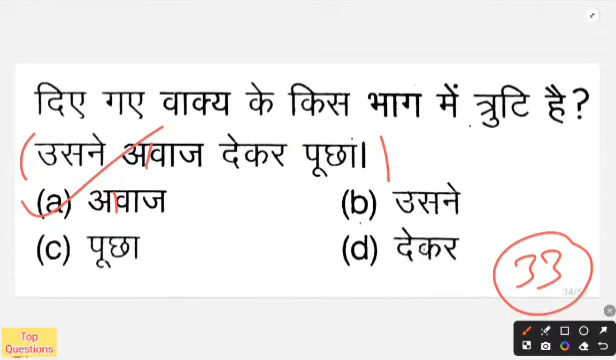 दिए गए वाक्य के किस भाग में त्रुटि है?
उसने अवाज देकर पूछा।
(a) अवाज (b) उसने
(c) पूछा (d) देकर
33
Top
Questions